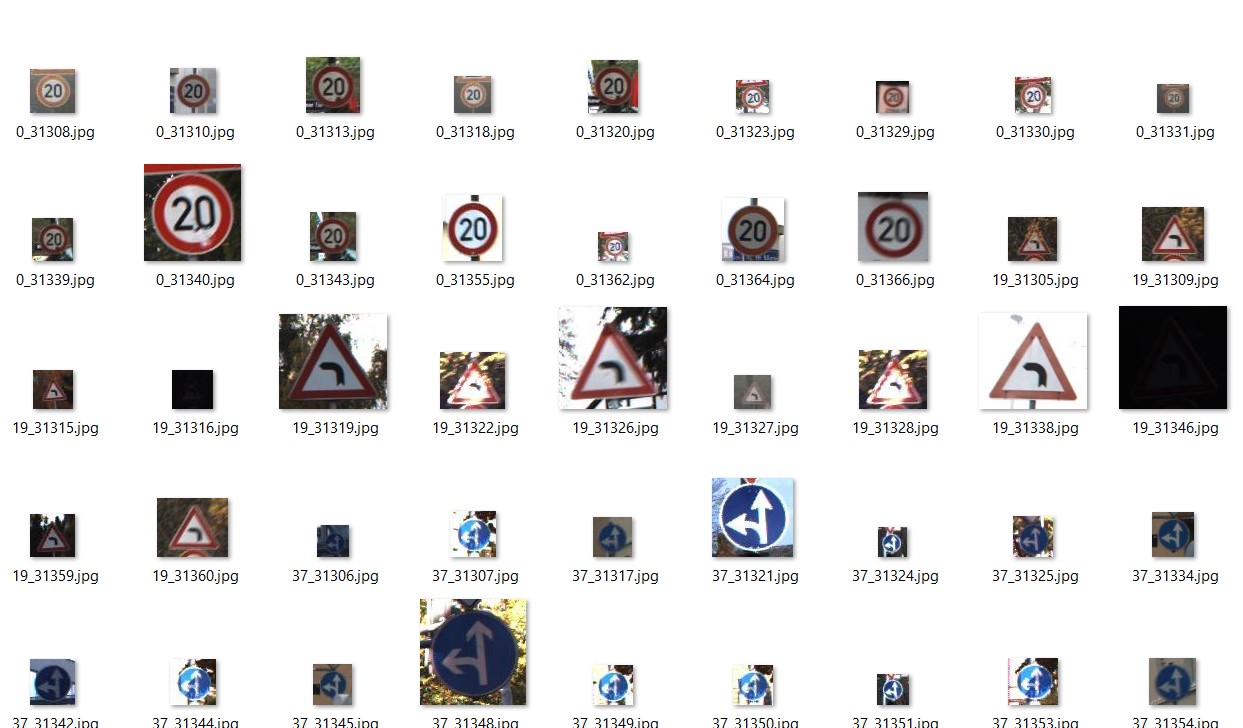 20 20 20 20 20 20 20 20 20
0_31308.jpg 0_31310.jpg 0_31313.jpg 0_31318.jpg 0_31320.jpg 0_31323.jpg 0_31329.jpg 0_31330.jpg 0_31331.jpg
20 20 20 20 20 20 20
0_31339.jpg 0_31340.jpg 0_31343.jpg 0_31355.jpg 0_31362.jpg 0_31364.jpg 0_31366.jpg 19_31305.jpg 19_31309.jpg
19_31315.jpg 19_31316.jpg 19_31319.jpg 19_31322.jpg 19_31326.jpg 19_31327.jpg 19_31328.jpg 19_31338.jpg 19_31346.jpg
19_31359.jpg 19_31360.jpg 37_31306.jpg 37_31307.jpg 37_31317.jpg 37_31321.jpg 37_31324.jpg 37_31325.jpg 37_31334.jpg
37_31342.jpg 37_31344.jpg 37_31345.jpg 37_31348.jpg 37_31349.jpg 37_31350.jpg 37_31351.jpg 37_31353.jpg 37_31354.jpg